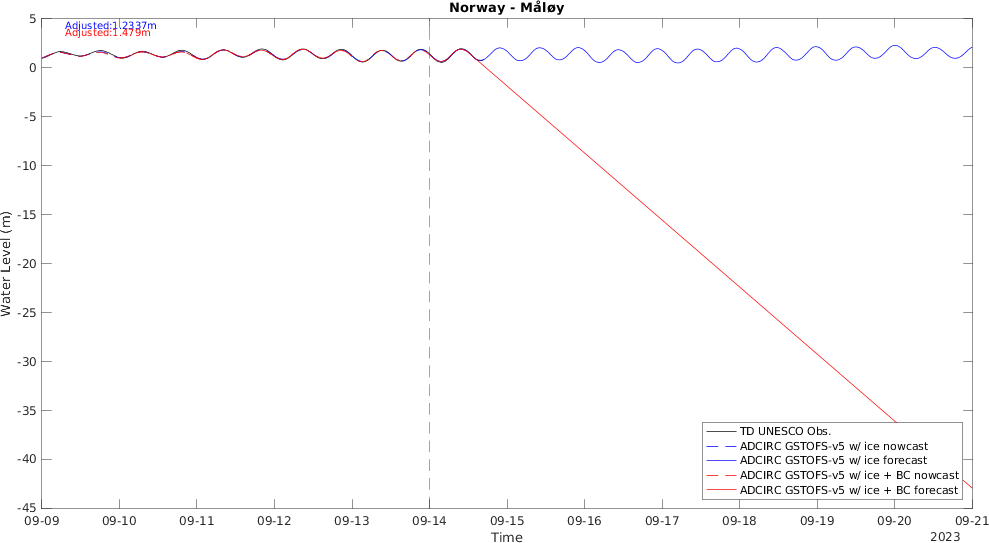 Norway - Måløy
Adjusted:1.2337m
Adjusted:1.479m
5
0
-5
-10
-15
-20
-25
-30
-35
-40
-45
Water Level (m)
TD UNESCO Obs.
ADCIRC GSTOFS-v5 w/ ice nowcast
ADCIRC GSTOFS-v5 w/ ice forecast
ADCIRC GSTOFS-v5 w/ ice + BC nowcast
ADCIRC GSTOFS-v5 w/ ice + BC forecast
09-09 09-10 09-11 09-12 09-13 09-14 09-15 09-16 09-17 09-18 09-19 09-20 09-21
Time
2023